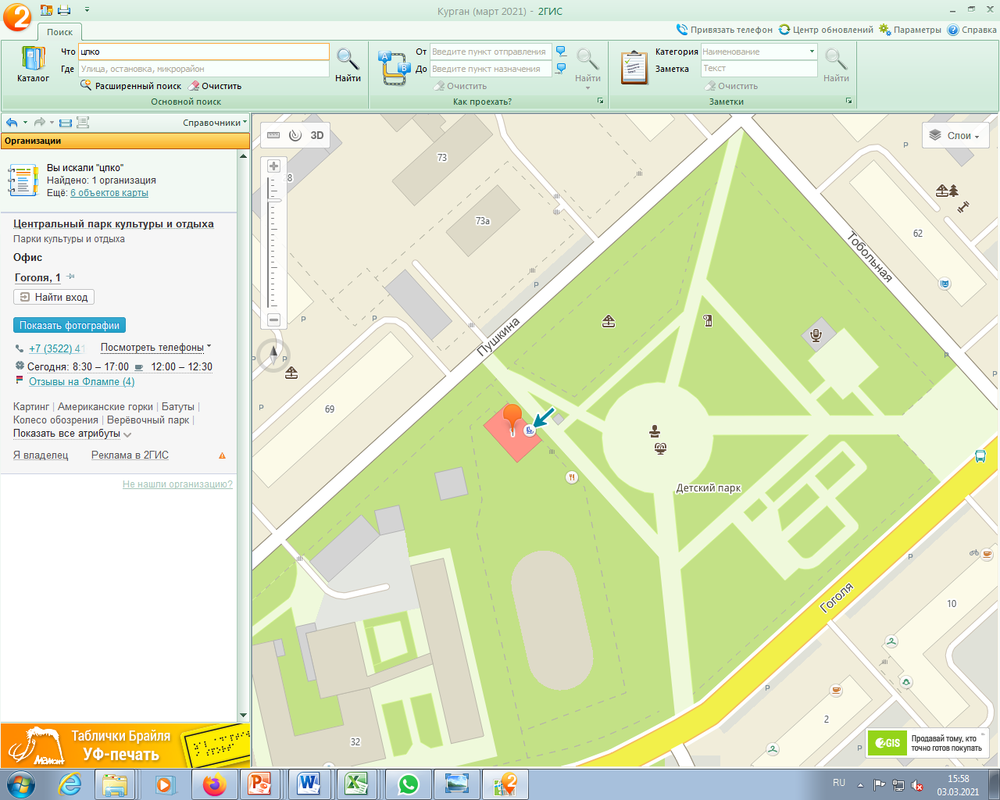 Курган (март 2021) - 2ГИС
Поиск
Привязать телефон
Центр обновлений
Параметры
Справка
Каталог
Что
цпко
Где
Улица, остановка, микрорайон
Расширенный поиск
Очистить
Найти
Основной поиск
От
Введите пункт отправления
До
Введите пункт назначения
Очистить
Найти
Как проехать?
Категория
Наименование
Заметка
Текст
Очистить
Найти
Заметки
Справочники
Организации
Вы искали "цпко"
Найдено: 1 организация
Ещё: 6 объектов карты
Центральный парк культуры и отдыха
Парки культуры и отдыха
Офис
Гоголя, 1
Найти вход
Показать фотографии
+7 (3522) 41
Посмотреть телефоны
Сегодня: 8:30 – 17:00 12:00 – 12:30
Отзывы на Флампе (4)
Картинг | Американские горки | Батуты |
Колесо обозрения | Верёвочный парк |
Показать все атрибуты
Я владелец
Реклама в 2ГИС
Не нашли организацию?
Мамонт
Таблички Брайля
УФ-печать
3D
Слои
73
73а
62
69
Пушкина
Тобольная
Детский парк
Гоголя
10
2
32
P
2GIS
Продавай тому, кто
точно готов покупать
RU
15:58
03.03.2021